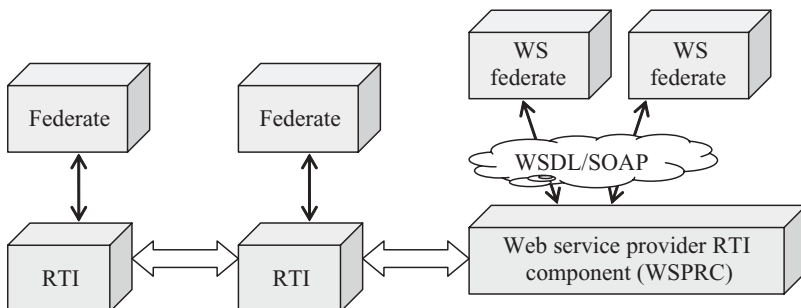 WS
federate
WS
federate
Federate
Federate
WSDL/SOAP
RTI
RTI
Web service provider RTI
component (WSPRC)